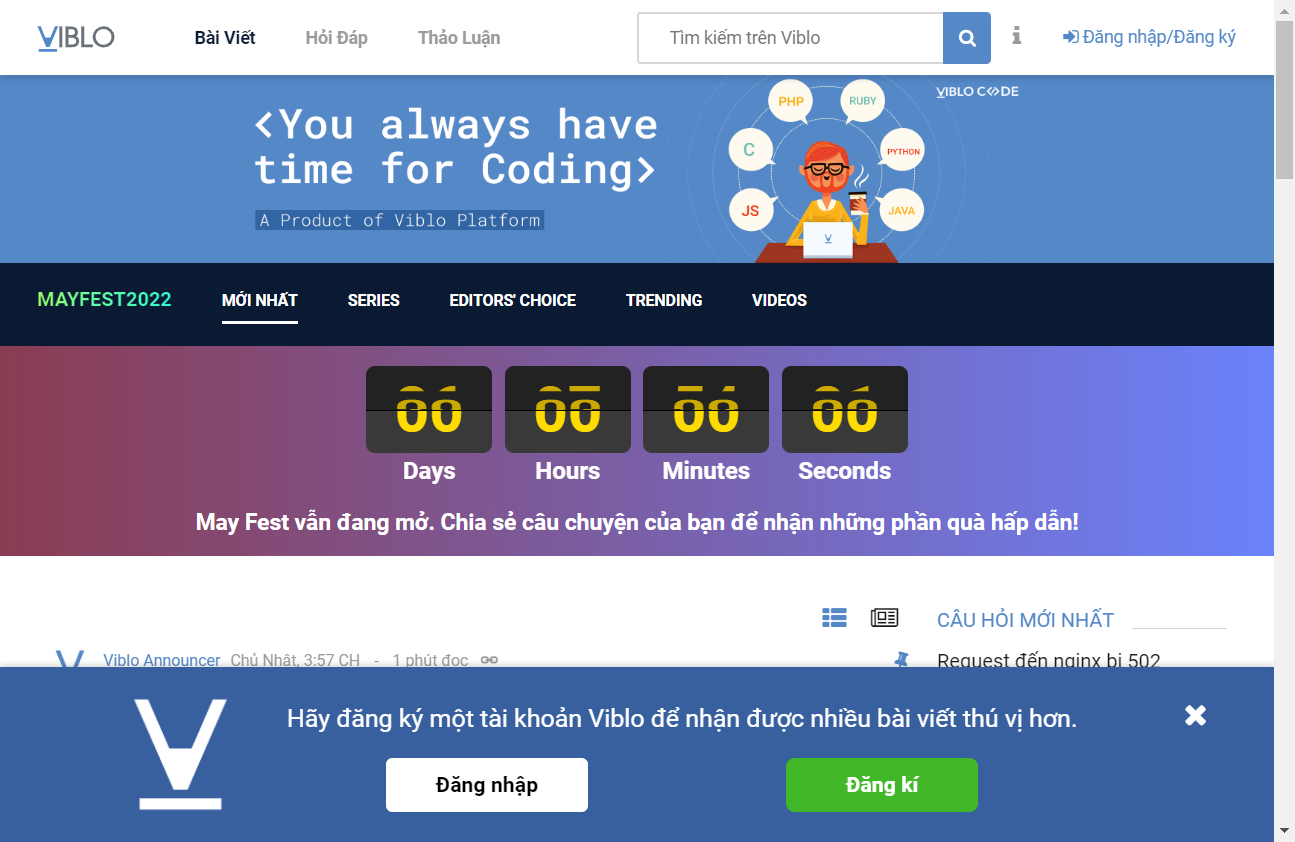 VIBLO
Bài Viết
Hỏi Đáp
Thảo Luận
Tìm kiếm trên Viblo
Đăng nhập/Đăng ký
<You always have
time for Coding>
A Product of Viblo Platform
PHP
RUBY
C
PYTHON
JS
JAVA
VIBLO C<>DE
MAYFEST2022
MỚI NHẤT
SERIES
EDITORS' CHOICE
TRENDING
VIDEOS
Days
Hours
Minutes
Seconds
May Fest vẫn đang mở. Chia sẻ câu chuyện của bạn để nhận những phần quà hấp dẫn!
CÂU HỎI MỚI NHẤT
Viblo Announcer Chủ Nhật, 3:57 CH - 1 phút đọc
Request đến nginx bị 502
Hãy đăng ký một tài khoản Viblo để nhận được nhiều bài viết thú vị hơn.
Đăng nhập
Đăng kí